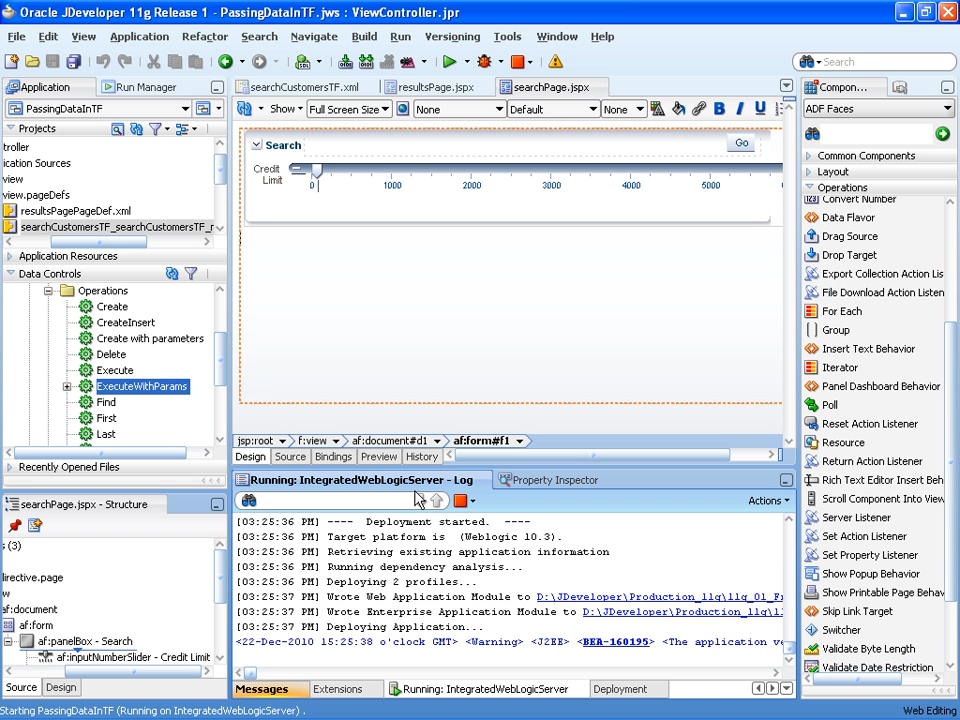 Oracle JDeveloper 11g Release 1 - PassingDataInTF.jws : ViewController.jpr
File Edit View Application Refactor Search Navigate Build Run Versioning Tools Window Help
Search
Application Run Manager
searchCustomersTF.xml resultsPage.jspx searchPage.jspx
Compon...
PassingDataInTF
Show Full Screen Size None Default None
ADF Faces
Projects
troller
ication Sources
view
view.pageDefs
resultsPagePageDef.xml
searchCustomersTF_searchCustomersTF_r
Application Resources
Data Controls
Operations
Create
CreateInsert
Create with parameters
Delete
Execute
ExecuteWithParams
Find
First
Last
Recently Opened Files
Search Go
Credit
Limit
0 1000 2000 3000 4000 5000
jsp:root f:view af:document#d1 af:form#f1
Design Source Bindings Preview History
Common Components
Layout
Operations
Convert Number
Data Flavor
Drag Source
Drop Target
Export Collection Action Lis
File Download Action Listen
For Each
Group
Insert Text Behavior
Iterator
Panel Dashboard Behavior
Poll
Reset Action Listener
Resource
Return Action Listener
Rich Text Editor Insert Beh
Scroll Component Into View
Server Listener
Set Action Listener
Set Property Listener
Show Popup Behavior
Show Printable Page Behav
Skip Link Target
Switcher
Validate Byte Length
Validate Date Restriction
searchPage.jspx - Structure
s (3)
directive.page
w
af:document
af:form
af:panelBox - Search
af:inputNumberSlider - Credit Limit
Source Design
Running: IntegratedWebLogicServer - Log Property Inspector
Actions
[03:25:36 PM] ---- Deployment started. ----
[03:25:36 PM] Target platform is (Weblogic 10.3).
[03:25:36 PM] Retrieving existing application information
[03:25:36 PM] Running dependency analysis...
[03:25:36 PM] Deploying 2 profiles...
[03:25:37 PM] Wrote Web Application Module to D:\JDeveloper\Production_llg\llg_01_F
[03:25:37 PM] Wrote Enterprise Application Module to D:\JDeveloper\Production_llg\l
[03:25:37 PM] Deploying Application...
<22-Dec-2010 15:25:38 o'clock GMT> <Warning> <J2EE> <BEA-160195> <The application ve
Messages Extensions Running: IntegratedWebLogicServer Deployment
Starting PassingDataInTF (Running on IntegratedWebLogicServer) .
Web Editing